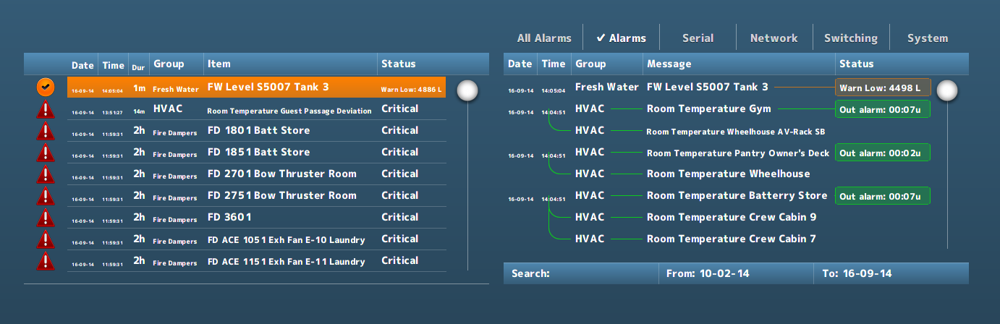 All Alarms ✔ Alarms Serial Network Switching System
Date Time Dur Group Item Status
16-09-14 14:05:04 1m Fresh Water FW Level S5007 Tank 3 Warn Low: 4886 L
16-09-14 13:51:27 14m HVAC Room Temperature Guest Passage Deviation Critical
16-09-14 11:59:31 2h Fire Dampers FD 1801 Batt Store Critical
16-09-14 11:59:31 2h Fire Dampers FD 1851 Batt Store Critical
16-09-14 11:59:31 2h Fire Dampers FD 2701 Bow Thruster Room Critical
16-09-14 11:59:31 2h Fire Dampers FD 2751 Bow Thruster Room Critical
16-09-14 11:59:31 2h Fire Dampers FD 3601 Critical
16-09-14 11:59:31 2h Fire Dampers FD ACE 1051 Exh Fan E-10 Laundry Critical
16-09-14 11:59:31 2h Fire Dampers FD ACE 1151 Exh Fan E-11 Laundry Critical
Date Time Group Message Status
16-09-14 14:05:04 Fresh Water FW Level S5007 Tank 3 Warn Low: 4498 L
16-09-14 14:04:51 HVAC Room Temperature Gym Out alarm: 00:07u
HVAC Room Temperature Wheelhouse AV-Rack SB
16-09-14 14:04:51 HVAC Room Temperature Pantry Owner's Deck Out alarm: 00:02u
HVAC Room Temperature Wheelhouse
16-09-14 14:04:51 HVAC Room Temperature Batterry Store Out alarm: 00:07u
HVAC Room Temperature Crew Cabin 9
HVAC Room Temperature Crew Cabin 7
Search: From: 10-02-14 To: 16-09-14